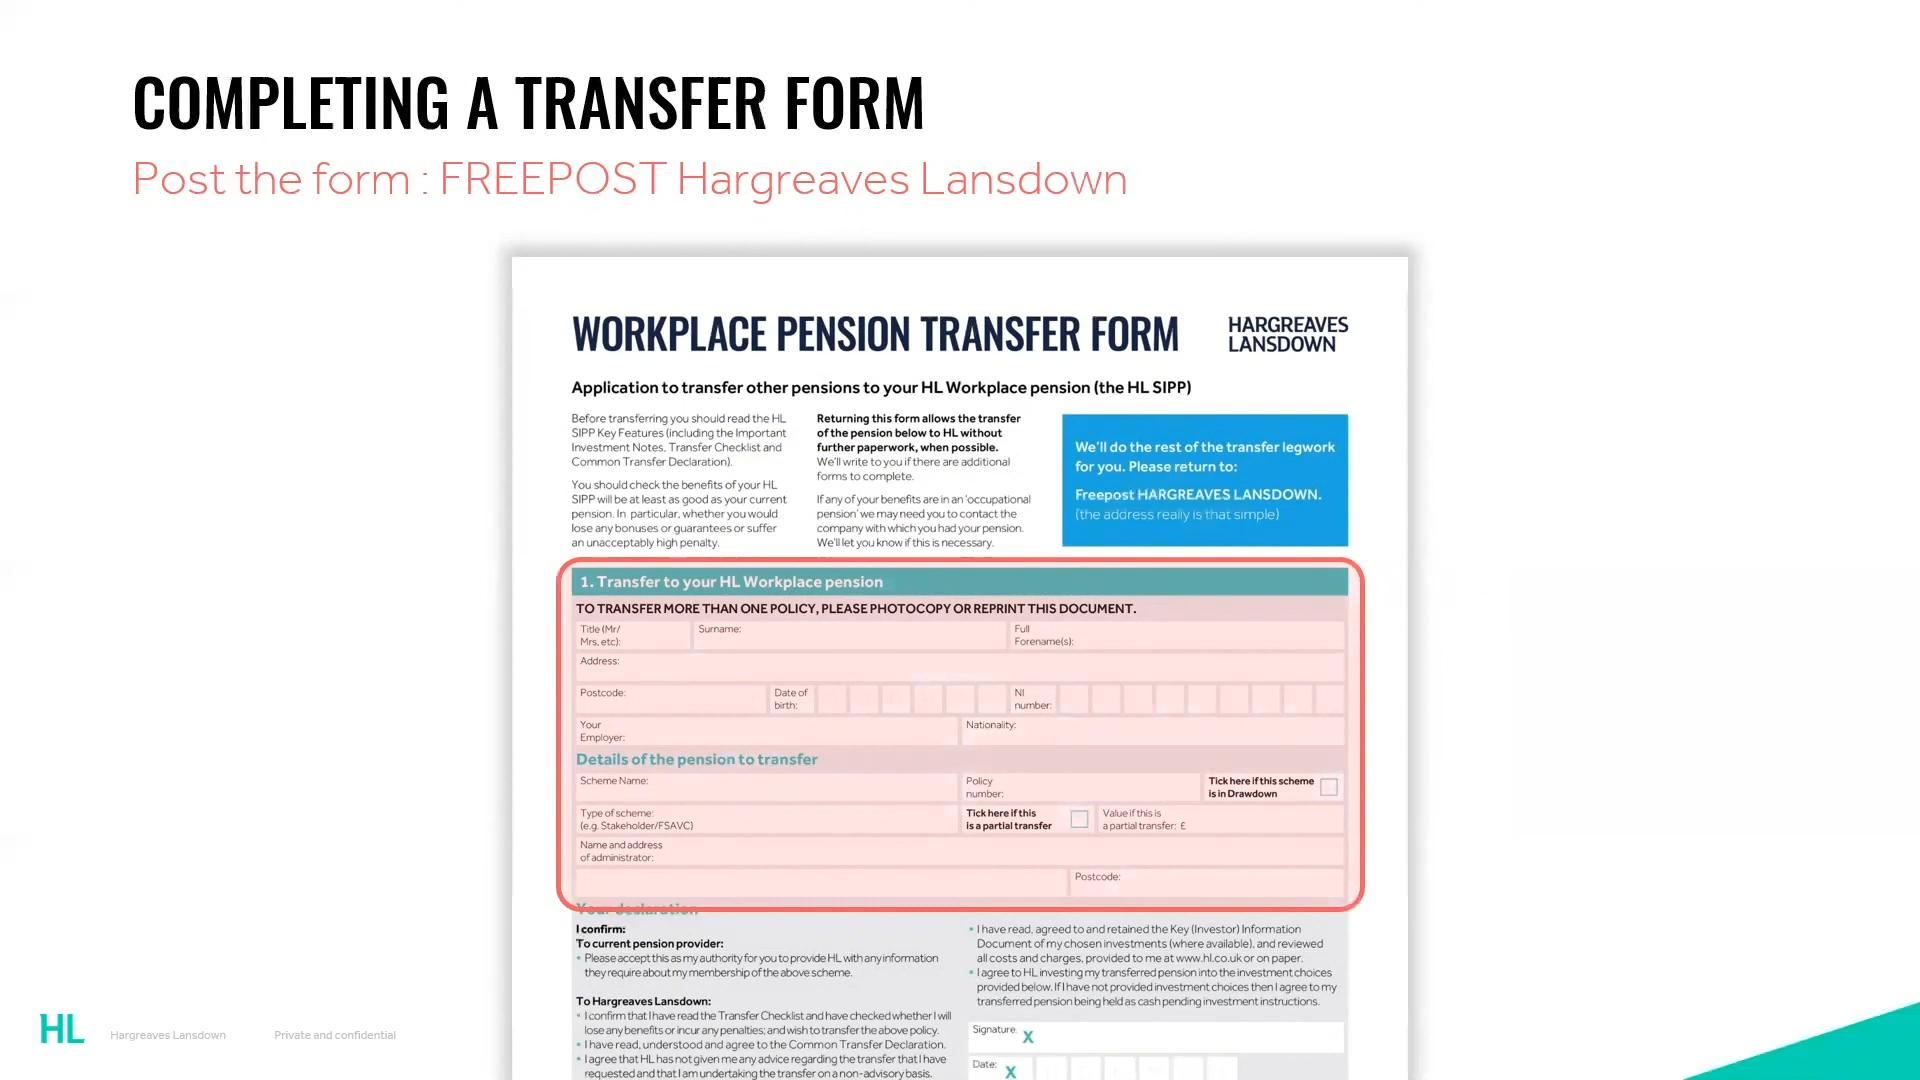 COMPLETING A TRANSFER FORM
Post the form : FREEPOST Hargreaves Lansdown
WORKPLACE PENSION TRANSFER FORM
HARGREAVES
LANSDOWN
Application to transfer other pensions to your HL Workplace pension (the HL SIPP)
Before transferring you should read the HL
SIPP Key Features (including the Important
Investment Notes, Transfer Checklist and
Common Transfer Declaration).
You should check the benefits of your HL
SIPP will be at least as good as your current
pension. In particular, whether you would
lose any bonuses or guarantees or suffer
an unacceptably high penalty.
Returning this form allows the transfer
of the pension below to HL without
further paperwork, when possible.
We'll write to you if there are additional
forms to complete.
If any of your benefits are in an 'occupational
pension' we may need you to contact the
company with which you had your pension.
We'll let you know if this is necessary.
We'll do the rest of the transfer legwork
for you. Please return to:
Freepost HARGREAVES LANSDOWN.
(the address really is that simple)
1. Transfer to your HL Workplace pension
TO TRANSFER MORE THAN ONE POLICY, PLEASE PHOTOCOPY OR REPRINT THIS DOCUMENT.
Title (Mr/
Mrs, etc):
Surname:
Full
Forename(s):
Address:
Postcode:
Date of
birth:
NI
number:
Your
Employer:
Nationality:
Details of the pension to transfer
Scheme Name:
Policy
number:
Tick here if this scheme
is in Drawdown
Type of scheme:
(e.g. Stakeholder/FSAVC)
Tick here if this
is a partial transfer
Value if this is
a partial transfer: £
Name and address
of administrator:
Postcode:
Your declaration
I confirm:
To current pension provider:
• Please accept this as my authority for you to provide HL with any information
they require about my membership of the above scheme.
To Hargreaves Lansdown:
• I confirm that I have read the Transfer Checklist and have checked whether I will
lose any benefits or incur any penalties; and wish to transfer the above policy.
• I have read, understood and agree to the Common Transfer Declaration.
• I agree that HL has not given me any advice regarding the transfer that I have
requested and that I am undertaking the transfer on a non-advisory basis.
• I have read, agreed to and retained the Key (Investor) Information
Document of my chosen investments (where available), and reviewed
all costs and charges, provided to me at www.hl.co.uk or on paper.
• I agree to HL investing my transferred pension into the investment choices
provided below. If I have not provided investment choices then I agree to my
transferred pension being held as cash pending investment instructions.
Signature: X
Date: X
HL
Hargreaves Lansdown
Private and confidential